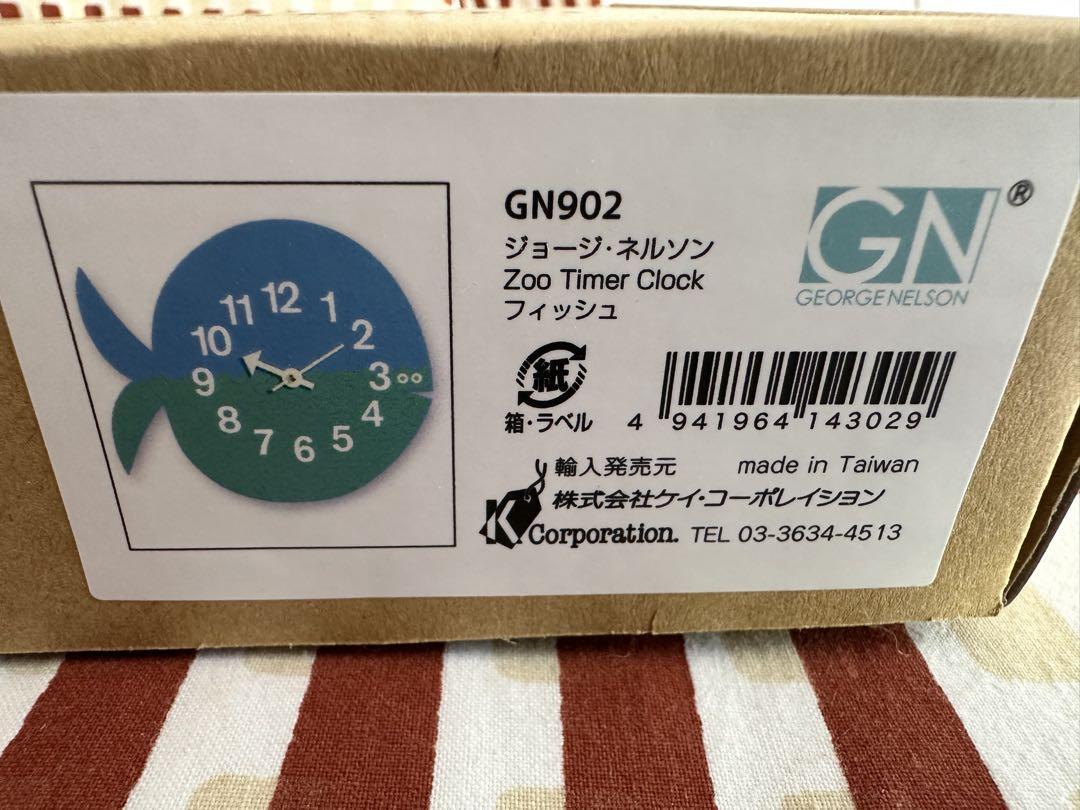 GN902
ジョージ・ネルソン
Zoo Timer Clock
フィッシュ
GN®
GEORGE NELSON
12
11
1
10
2
9
3
8
4
7
6
5
紙
箱・ラベル
4 941964 143029
輸入発売元 made in Taiwan
株式会社ケイ・コーポレイション
K Corporation. TEL 03-3634-4513